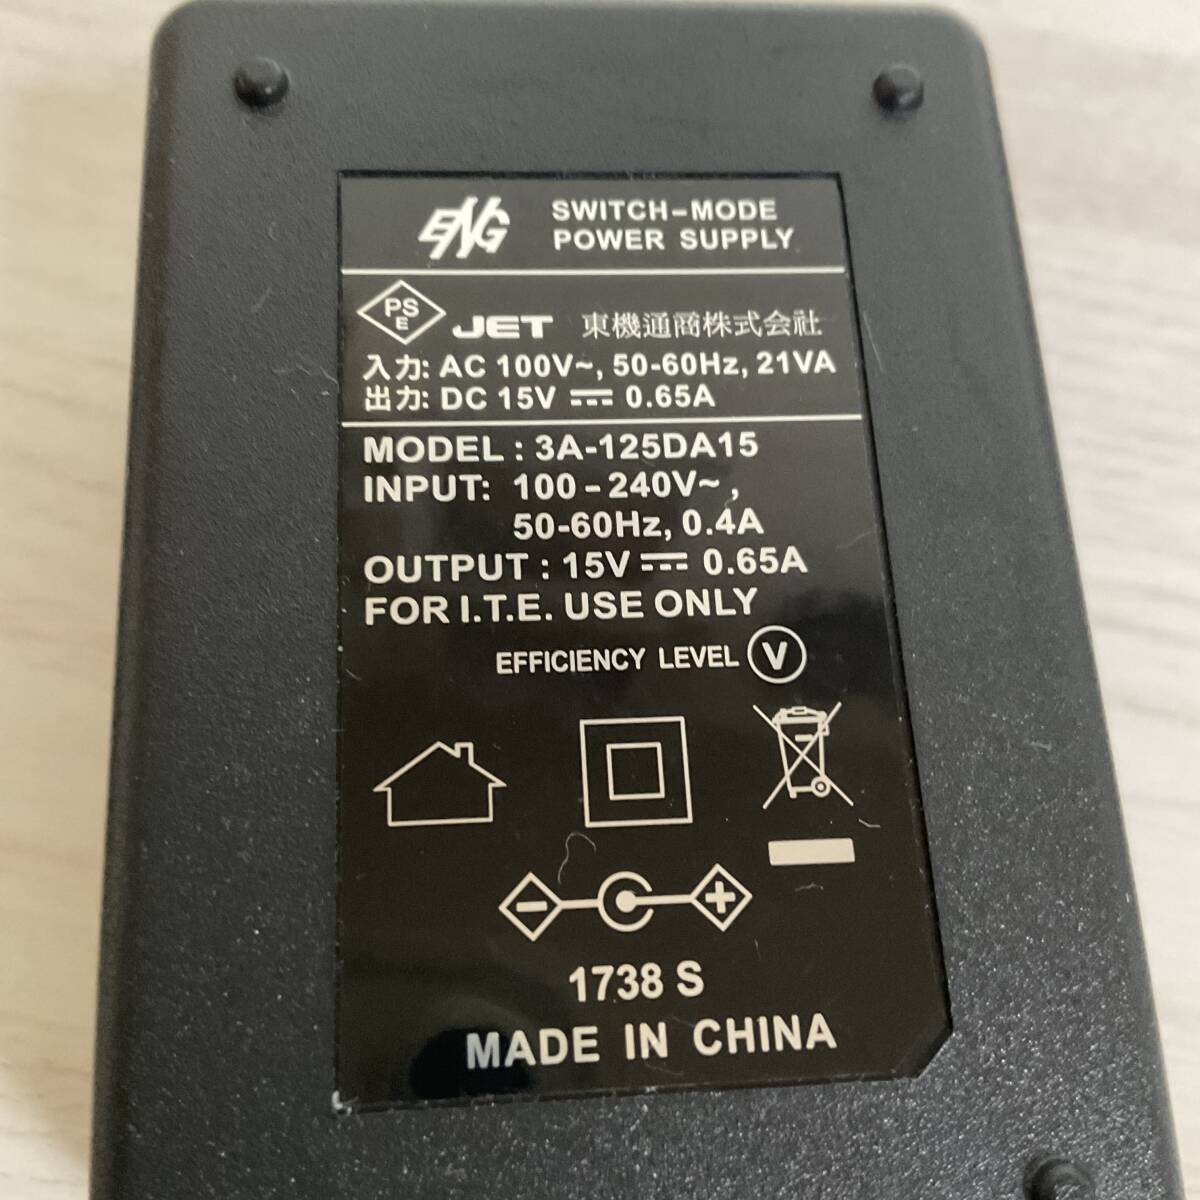 ENG SWITCH-MODE
POWER SUPPLY
PS
E
JET 東機通商株式会社
入力: AC 100V~, 50-60Hz, 21VA
出力: DC 15V ⎓ 0.65A
MODEL : 3A-125DA15
INPUT: 100-240V~ ,
50-60Hz, 0.4A
OUTPUT : 15V ⎓ 0.65A
FOR I.T.E. USE ONLY
EFFICIENCY LEVEL V
- +
1738 S
MADE IN CHINA